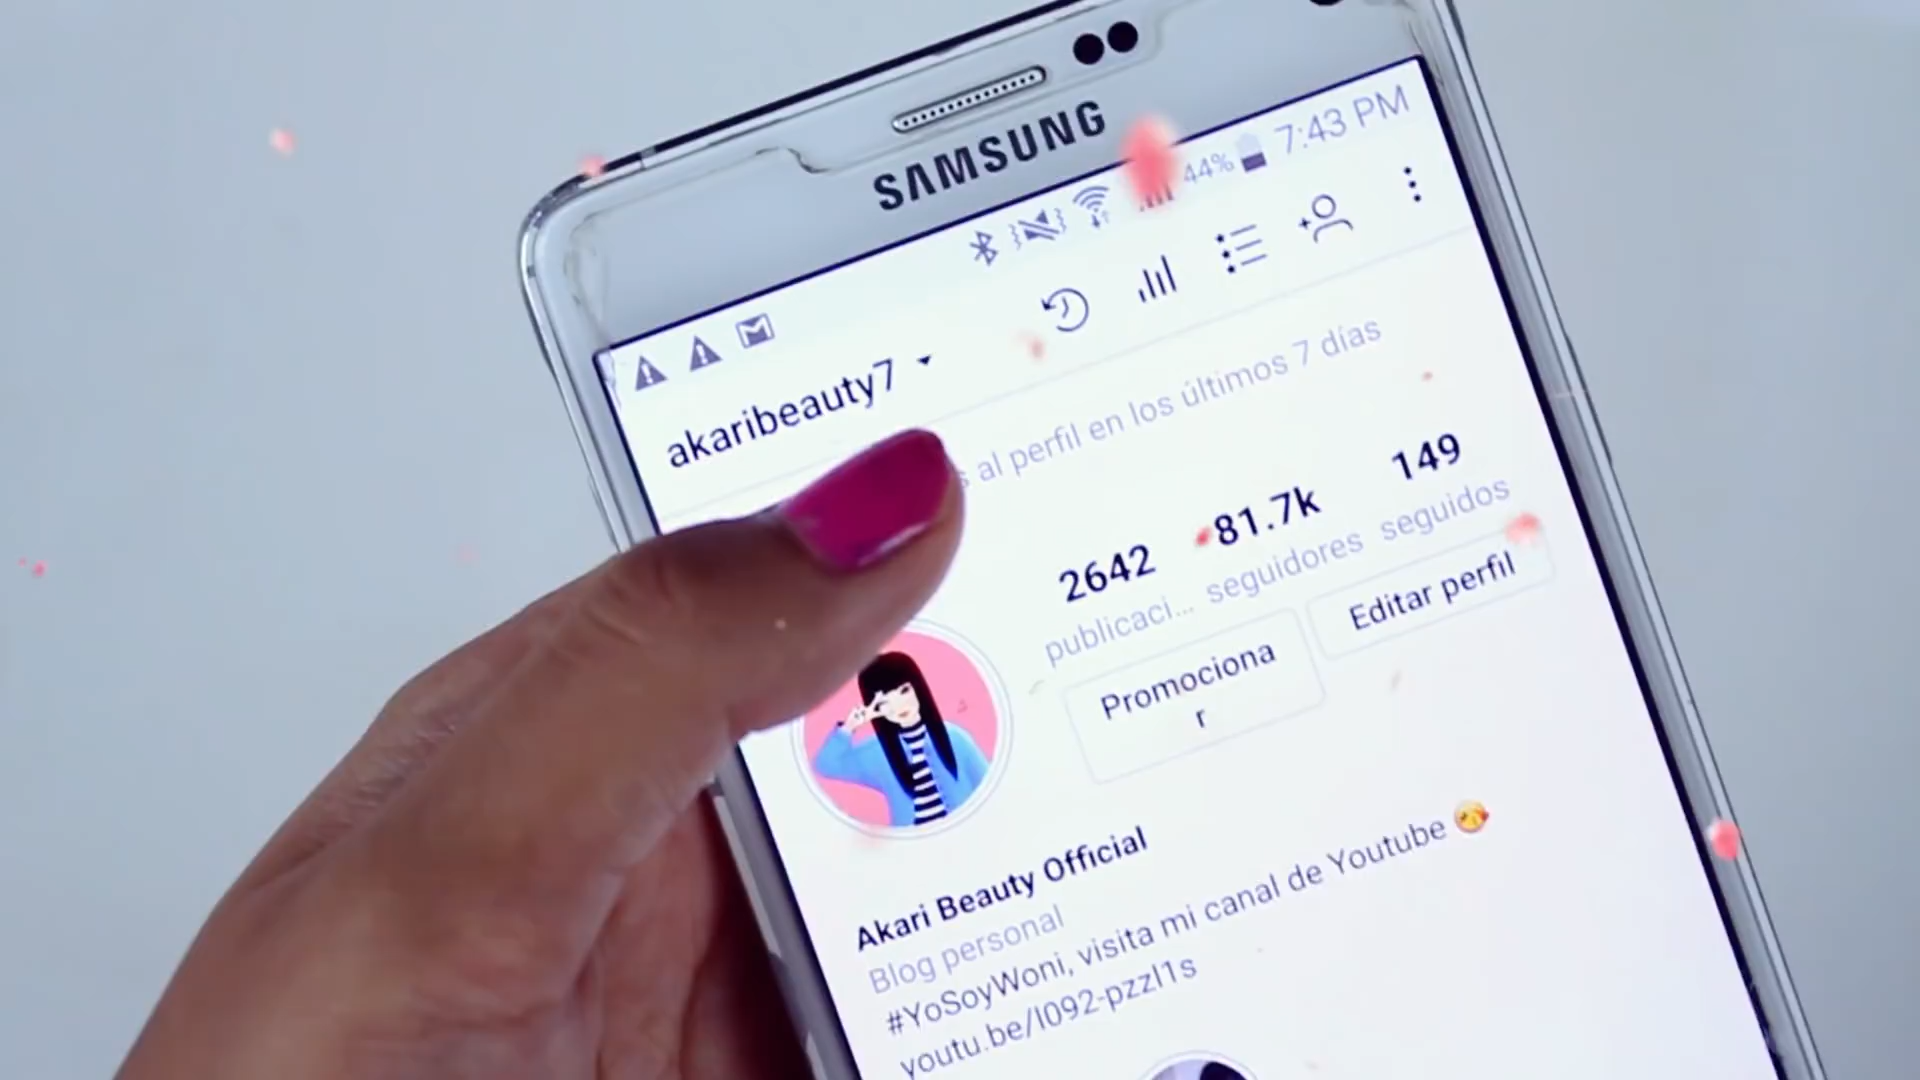 SAMSUNG
44% 7:43 PM
akaribeauty7
al perfil en los últimos 7 días
2642 81.7k 149
publicaci... seguidores seguidos
Promociona
r
Editar perfil
Akari Beauty Official
Blog personal
#YoSoyWoni, visita mi canal de Youtube
youtu.be/l092-pzzl1s